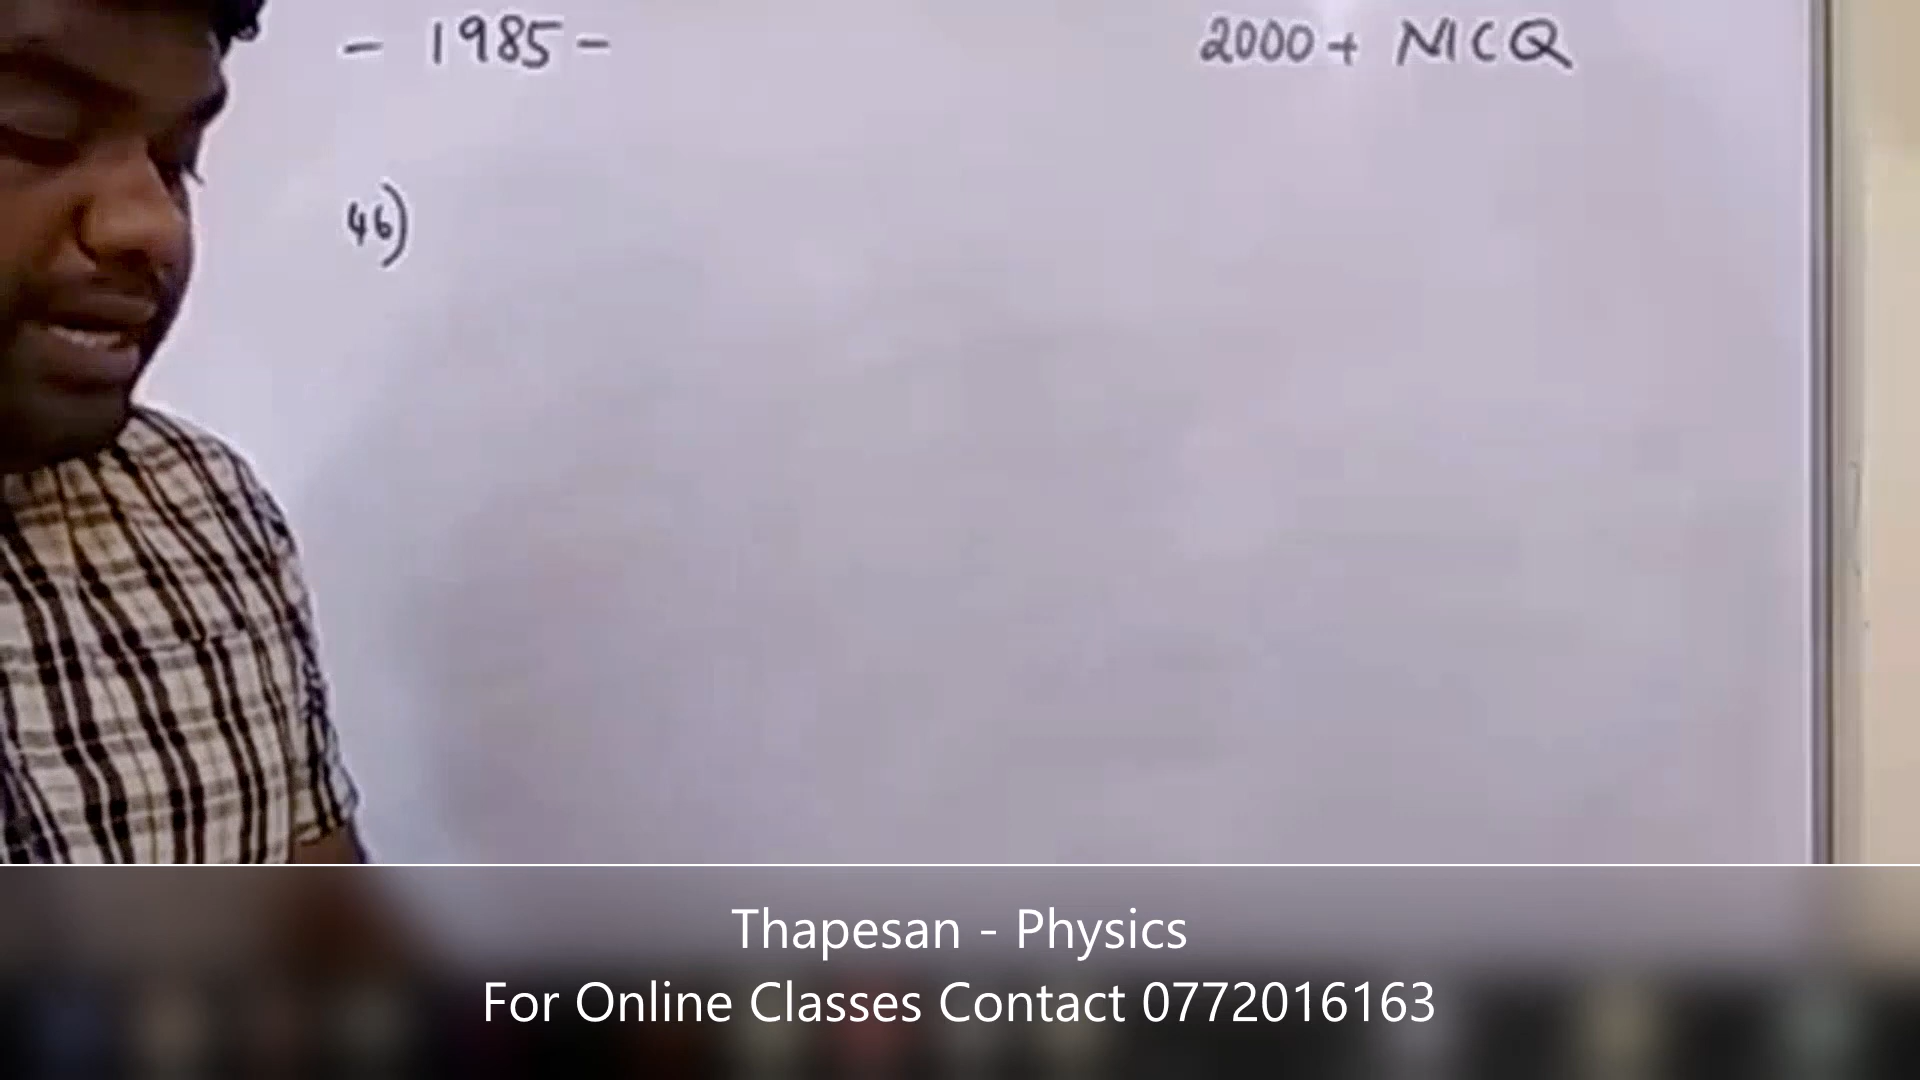 - 1985 -
2000 + MCQ
46)
Thapesan - Physics
For Online Classes Contact 0772016163